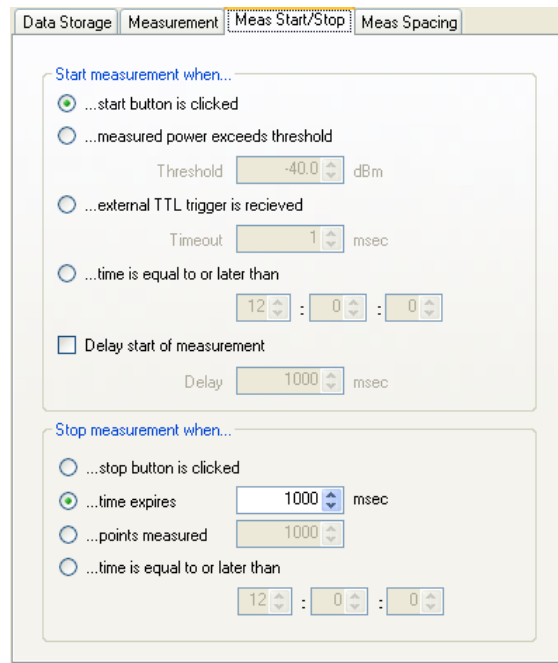 Data Storage Measurement Meas Start/Stop Meas Spacing
Start measurement when...
...start button is clicked
...measured power exceeds threshold
Threshold -40.0 dBm
...external TTL trigger is recieved
Timeout 1 msec
...time is equal to or later than
12 : 0 : 0
Delay start of measurement
Delay 1000 msec
Stop measurement when...
...stop button is clicked
...time expires 1000 msec
...points measured 1000
...time is equal to or later than
12 : 0 : 0